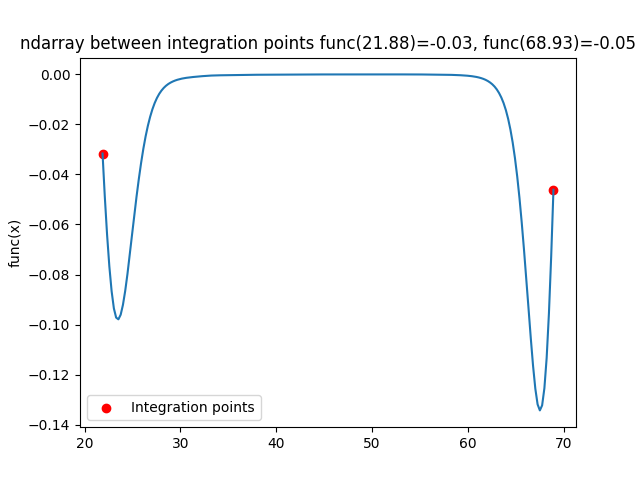 ndarray between integration points func(21.88)=-0.03, func(68.93)=-0.05
0.00
−0.02
−0.04
−0.06
−0.08
−0.10
−0.12
−0.14
func(x)
Integration points
20 30 40 50 60 70